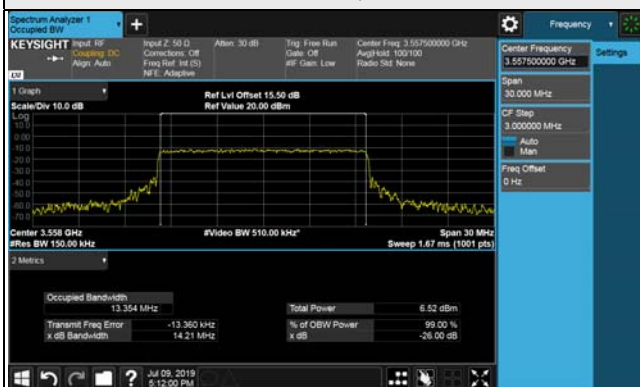 Spectrum Analyzer 1
Occupied BW
Frequency
KEYSIGHT
Input: RF
Coupling: DC
Align: Auto
Input Z: 50 Ω
Corrections: Off
Freq Ref: Int (S)
NFE: Adaptive
Atten: 30 dB
Trig: Free Run
Gate: Off
#IF Gain: Low
Center Freq: 3.557500000 GHz
Avg|Hold: 100/100
Radio Std: None
Center Frequency
3.557500000 GHz
Settings
Span
30.000 MHz
CF Step
3.000000 MHz
Auto
Man
Freq Offset
0 Hz
1 Graph
Scale/Div 10.0 dB
Ref Lvl Offset 15.50 dB
Ref Value 20.00 dBm
Log
10.0
0.00
-10.0
-20.0
-30.0
-40.0
-50.0
-60.0
-70.0
Center 3.558 GHz
#Video BW 510.00 kHz*
Span 30 MHz
#Res BW 150.00 kHz
Sweep 1.67 ms (1001 pts)
2 Metrics
Occupied Bandwidth
13.354 MHz
Total Power
6.52 dBm
Transmit Freq Error
-13.360 kHz
% of OBW Power
99.00 %
x dB Bandwidth
14.21 MHz
x dB
-26.00 dB
?
Jul 09, 2019
5:12:00 PM